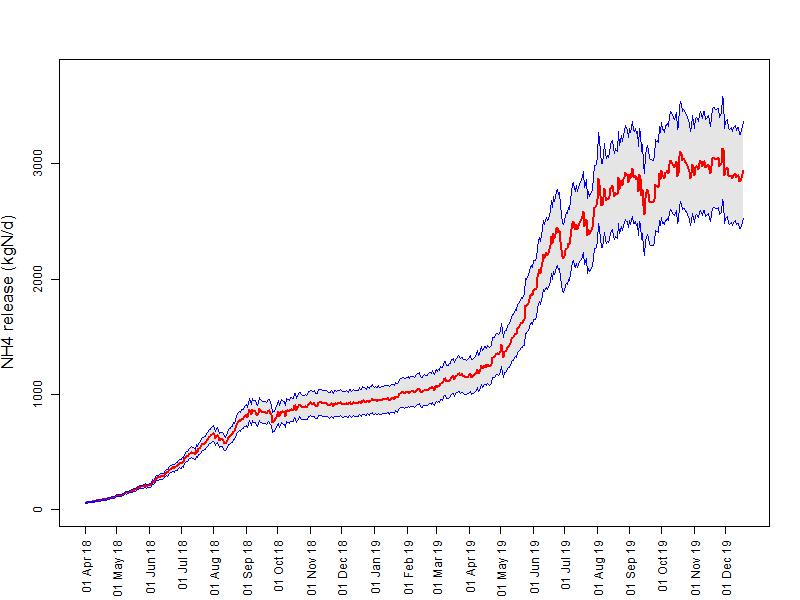 NH4 release (kgN/d)
3000
2000
1000
0
01 Apr 18
01 May 18
01 Jun 18
01 Jul 18
01 Aug 18
01 Sep 18
01 Oct 18
01 Nov 18
01 Dec 18
01 Jan 19
01 Feb 19
01 Mar 19
01 Apr 19
01 May 19
01 Jun 19
01 Jul 19
01 Aug 19
01 Sep 19
01 Oct 19
01 Nov 19
01 Dec 19